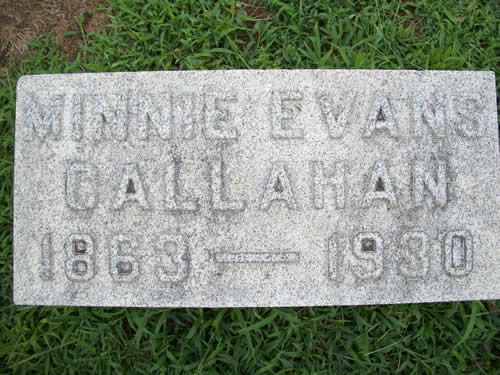 MINNIE EVANS
CALLAHAN
1863 — 1930